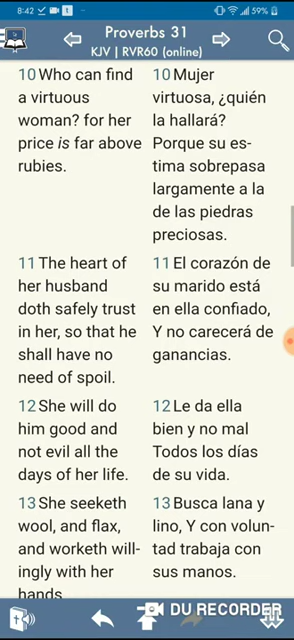 8:42
59%
Proverbs 31
KJV | RVR60 (online)
10 Who can find
a virtuous
woman? for her
price is far above
rubies.
10 Mujer
virtuosa, ¿quién
la hallará?
Porque su es-
tima sobrepasa
largamente a la
de las piedras
preciosas.
11 The heart of
her husband
doth safely trust
in her, so that he
shall have no
need of spoil.
11 El corazón de
su marido está
en ella confiado,
Y no carecerá de
ganancias.
12 She will do
him good and
not evil all the
days of her life.
12 Le da ella
bien y no mal
Todos los días
de su vida.
13 She seeketh
wool, and flax,
and worketh will-
ingly with her
hands
13 Busca lana y
lino, Y con volun-
tad trabaja con
sus manos.
DU RECORDER